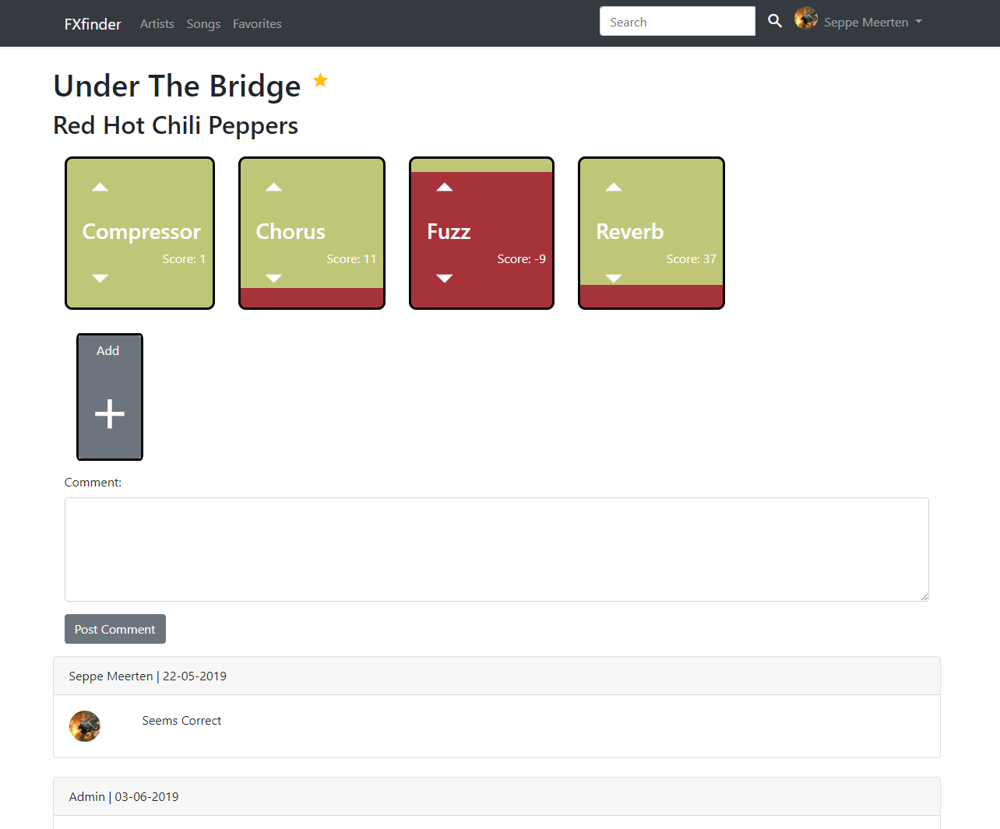 FXfinder Artists Songs Favorites Search Seppe Meerten
Under The Bridge
Red Hot Chili Peppers
Compressor
Score: 1
Chorus
Score: 11
Fuzz
Score: -9
Reverb
Score: 37
Add
Comment:
Post Comment
Seppe Meerten | 22-05-2019
Seems Correct
Admin | 03-06-2019